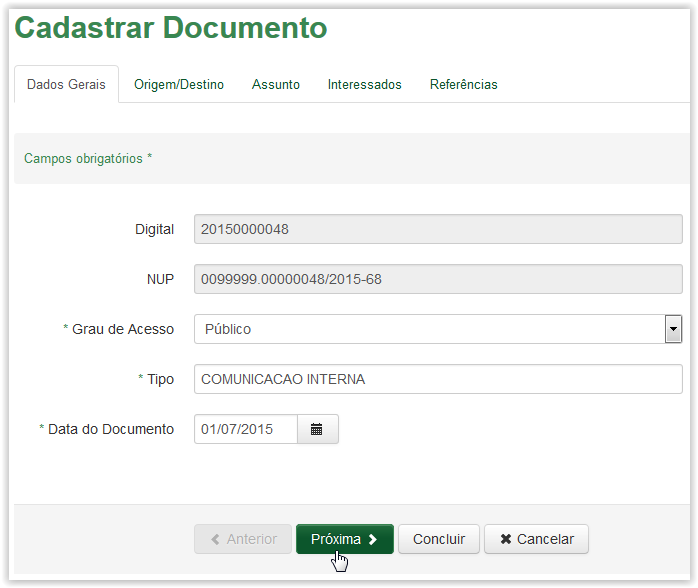 Cadastrar Documento
Dados Gerais Origem/Destino Assunto Interessados Referências
Campos obrigatórios *
Digital 20150000048
NUP 0099999.00000048/2015-68
* Grau de Acesso Público
* Tipo COMUNICACAO INTERNA
* Data do Documento 01/07/2015
Anterior Próxima Concluir Cancelar